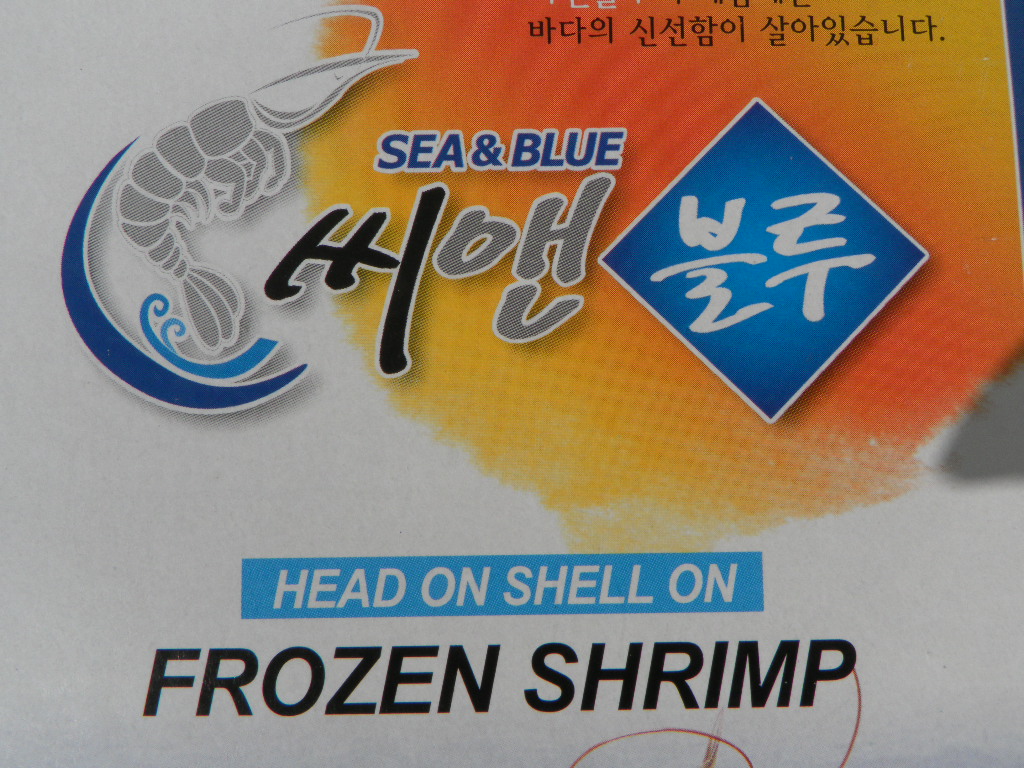 바다의 신선함이 살아있습니다.
SEA & BLUE
씨앤블루
HEAD ON SHELL ON
FROZEN SHRIMP